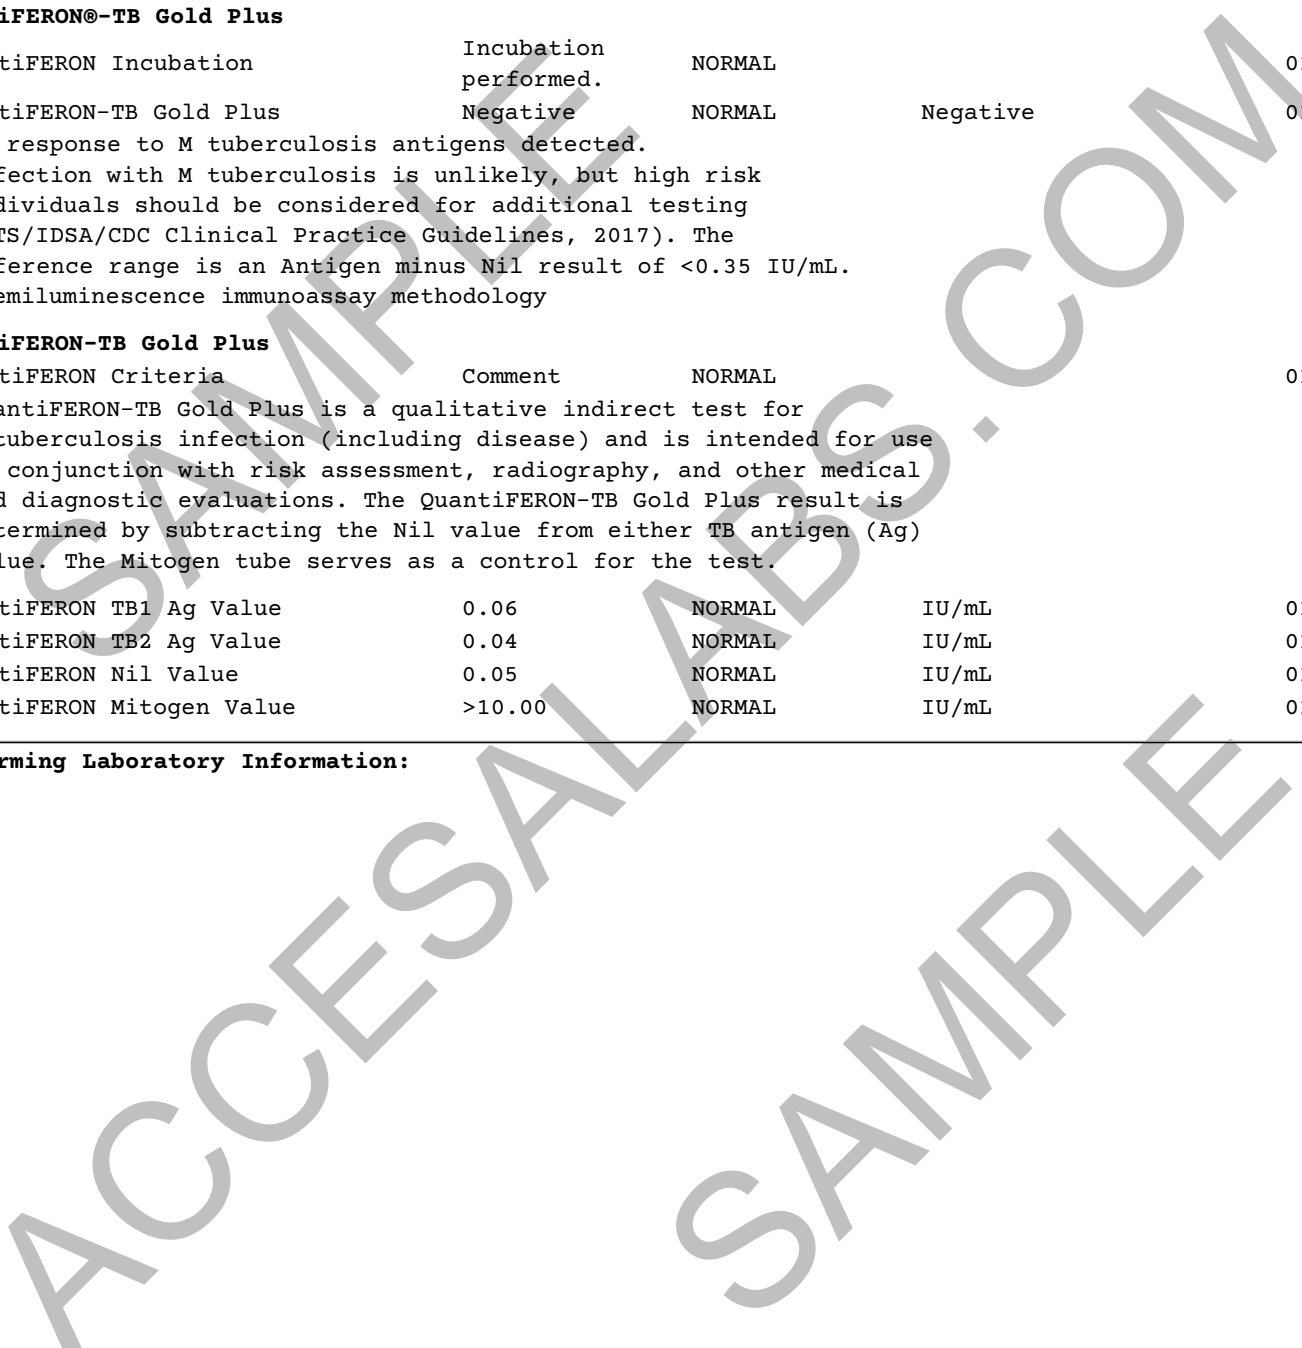 iFERON®-TB Gold Plus
tiFERON Incubation Incubation performed. NORMAL 0
tiFERON-TB Gold Plus Negative NORMAL Negative 0
response to M tuberculosis antigens detected.
fection with M tuberculosis is unlikely, but high risk
dividuals should be considered for additional testing
TS/IDSA/CDC Clinical Practice Guidelines, 2017). The
ference range is an Antigen minus Nil result of <0.35 IU/mL.
emiluminescence immunoassay methodology
iFERON-TB Gold Plus
tiFERON Criteria Comment NORMAL 0
antiFERON-TB Gold Plus is a qualitative indirect test for
tuberculosis infection (including disease) and is intended for use
conjunction with risk assessment, radiography, and other medical
d diagnostic evaluations. The QuantiFERON-TB Gold Plus result is
termined by subtracting the Nil value from either TB antigen (Ag)
lue. The Mitogen tube serves as a control for the test.
tiFERON TB1 Ag Value 0.06 NORMAL IU/mL 0
tiFERON TB2 Ag Value 0.04 NORMAL IU/mL 0
tiFERON Nil Value 0.05 NORMAL IU/mL 0
tiFERON Mitogen Value >10.00 NORMAL IU/mL 0
rming Laboratory Information:
SAMPLE
ACCESALABS.COM
SAMPLE